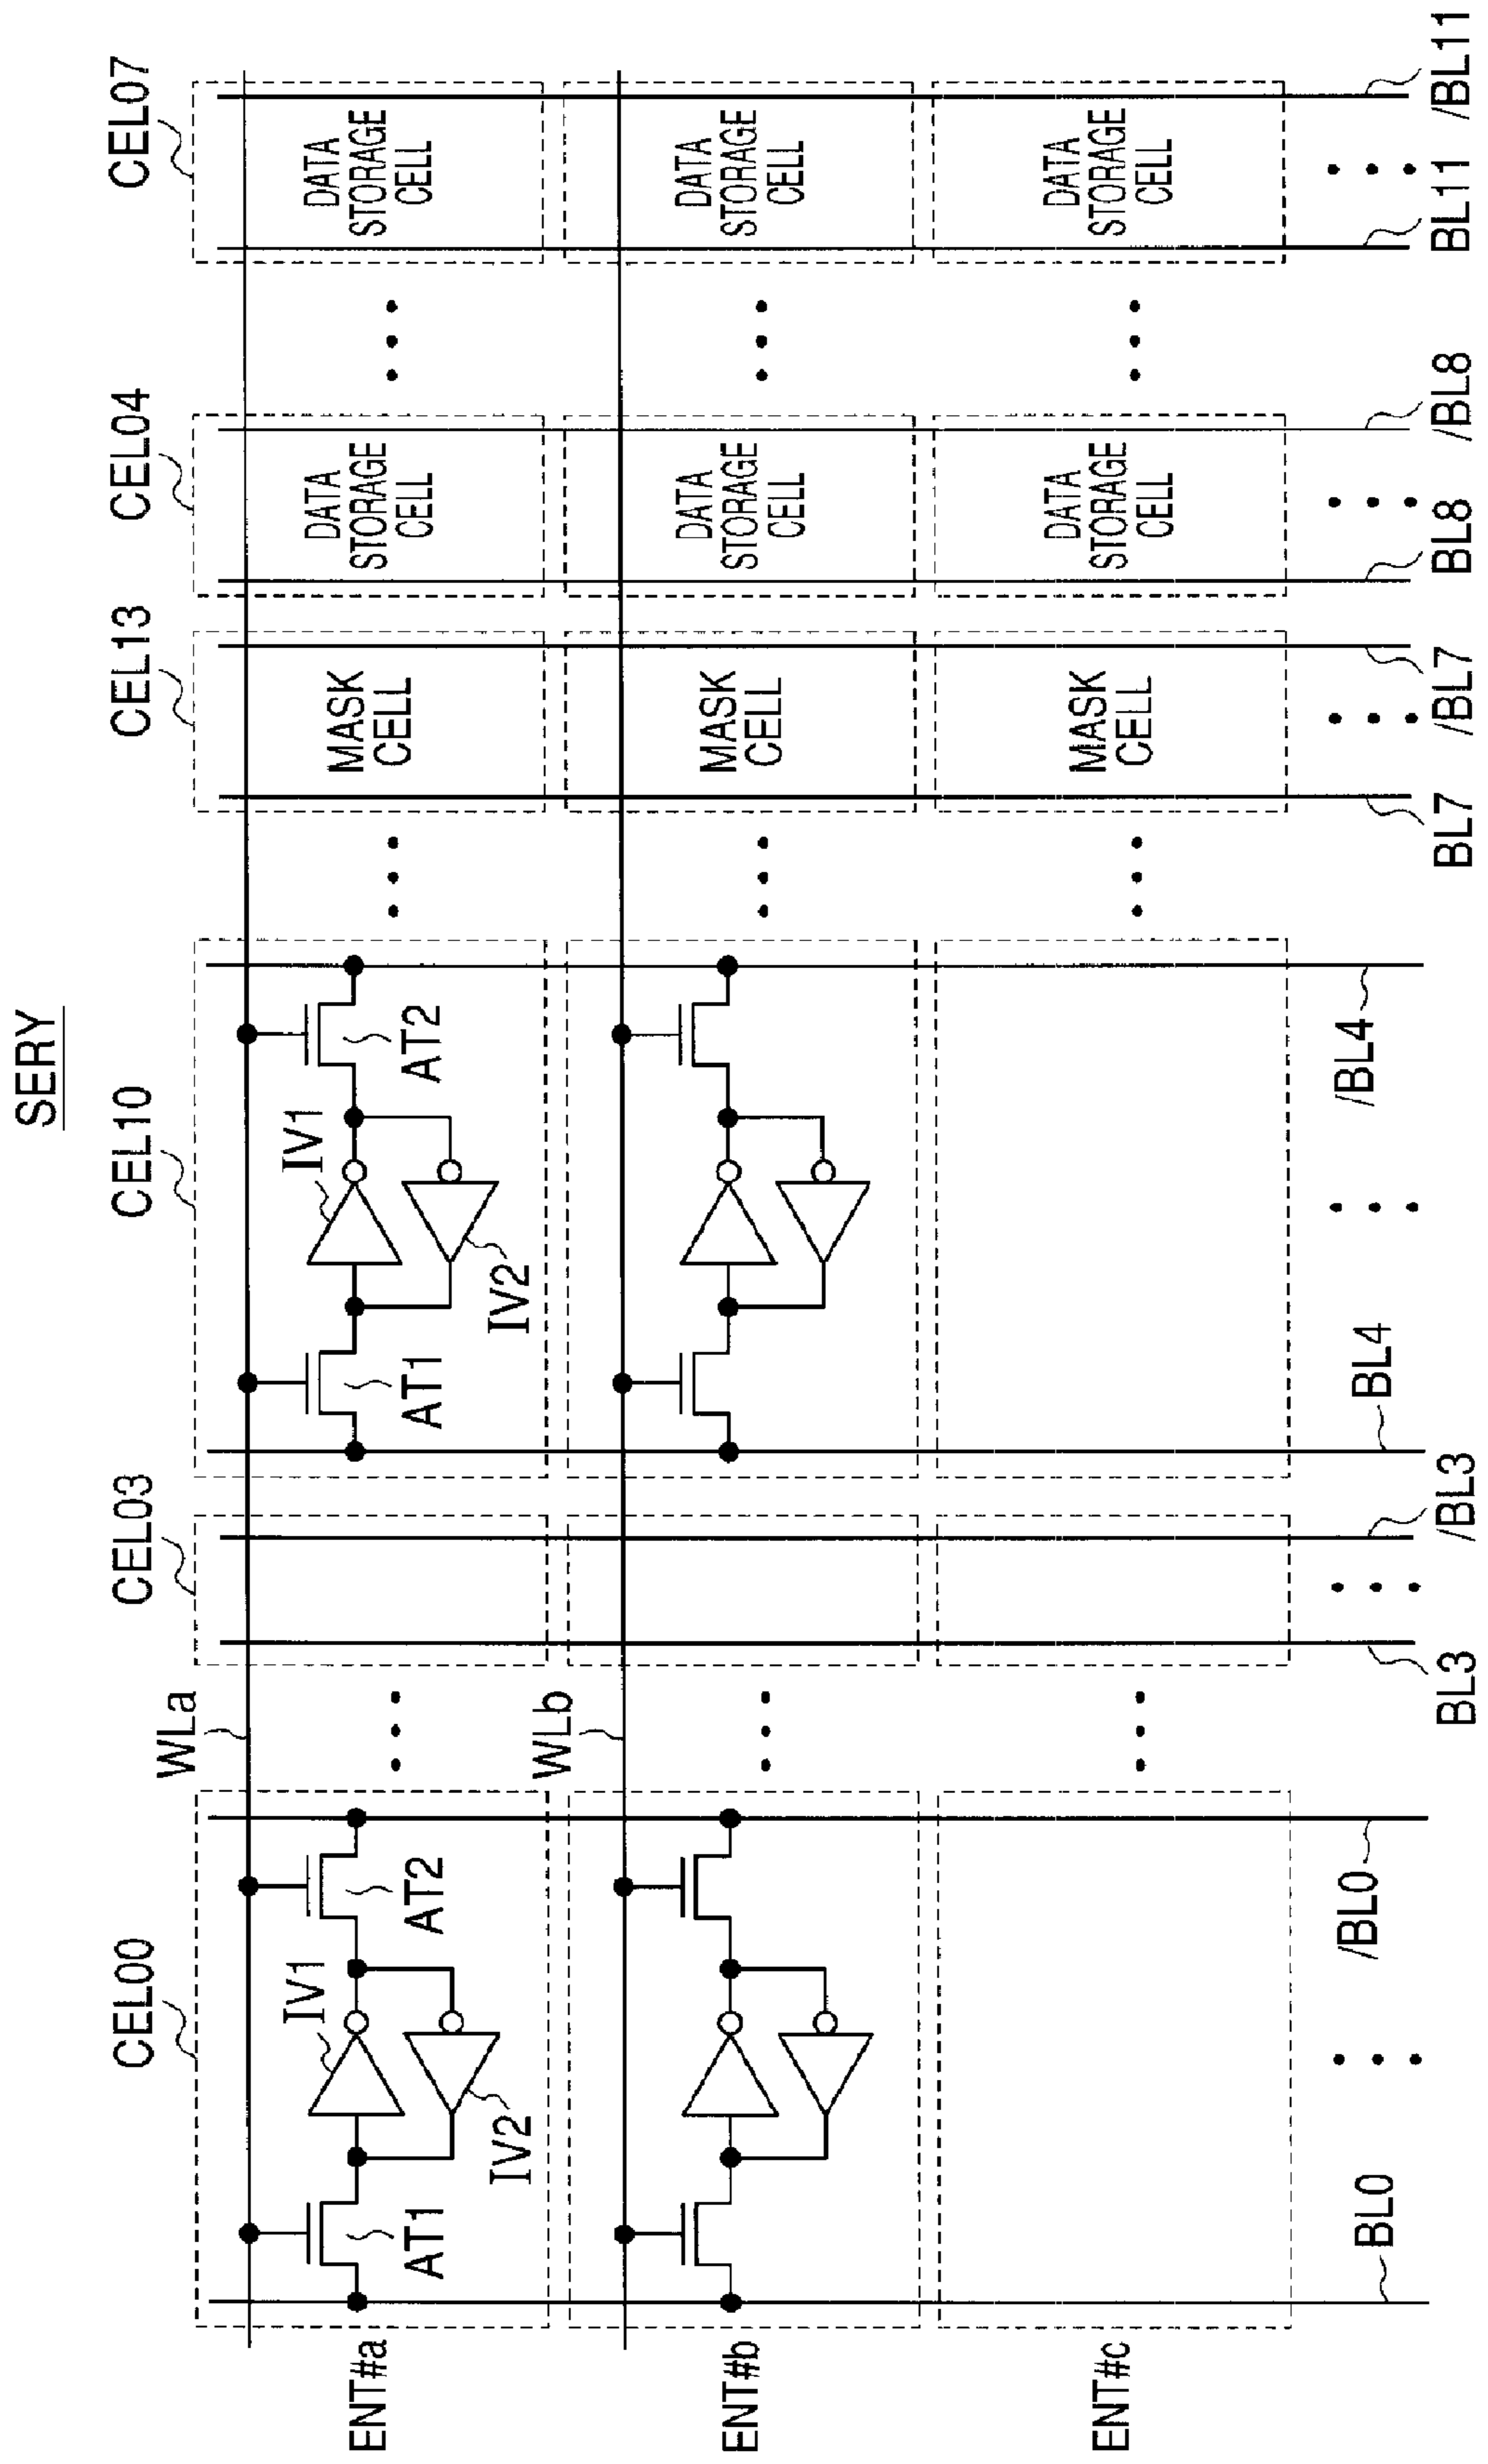 SERY
CEL00
CEL03
CEL10
CEL13
CEL04
CEL07
WLa
ENT#a
AT1
IV1
IV2
AT2
AT1
IV1
IV2
AT2
MASK
CELL
DATA
STORAGE
CELL
DATA
STORAGE
CELL
WLb
ENT#b
MASK
CELL
DATA
STORAGE
CELL
DATA
STORAGE
CELL
ENT#c
MASK
CELL
DATA
STORAGE
CELL
DATA
STORAGE
CELL
BL0
/BL0
BL3
/BL3
BL4
/BL4
BL7
/BL7
BL8
/BL8
BL11
/BL11